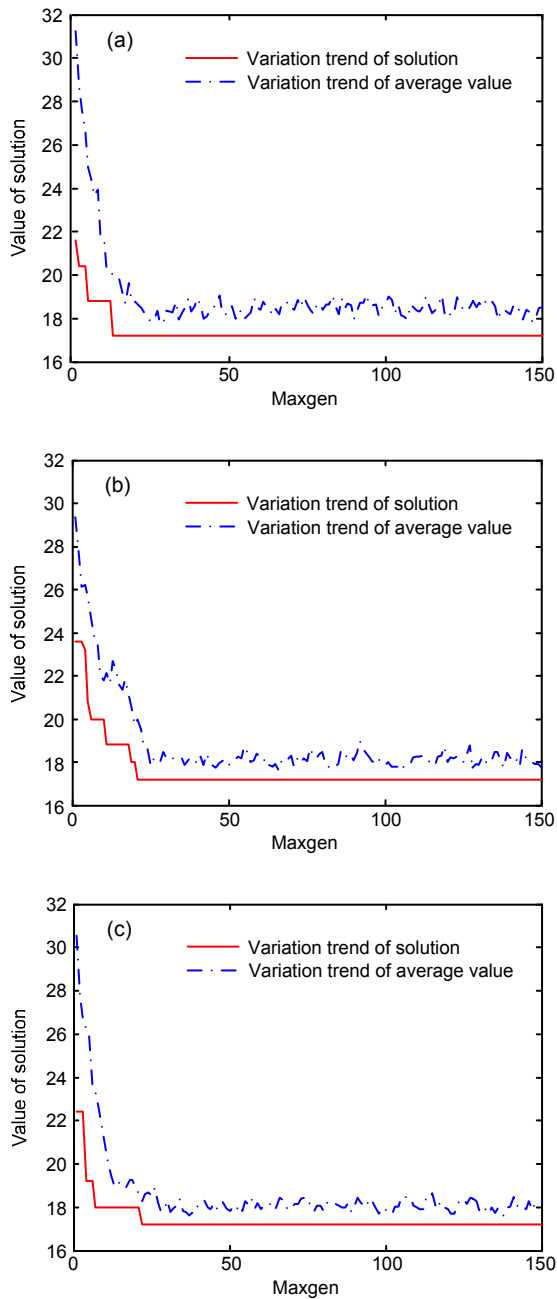 32
(a)
30
Variation trend of solution
28
Variation trend of average value
26
24
22
20
18
16
0
50
100
150
Value of solution
Maxgen
32
(b)
30
Variation trend of solution
28
Variation trend of average value
26
24
22
20
18
16
0
50
100
150
Value of solution
Maxgen
32
(c)
30
Variation trend of solution
28
Variation trend of average value
26
24
22
20
18
16
0
50
100
150
Value of solution
Maxgen